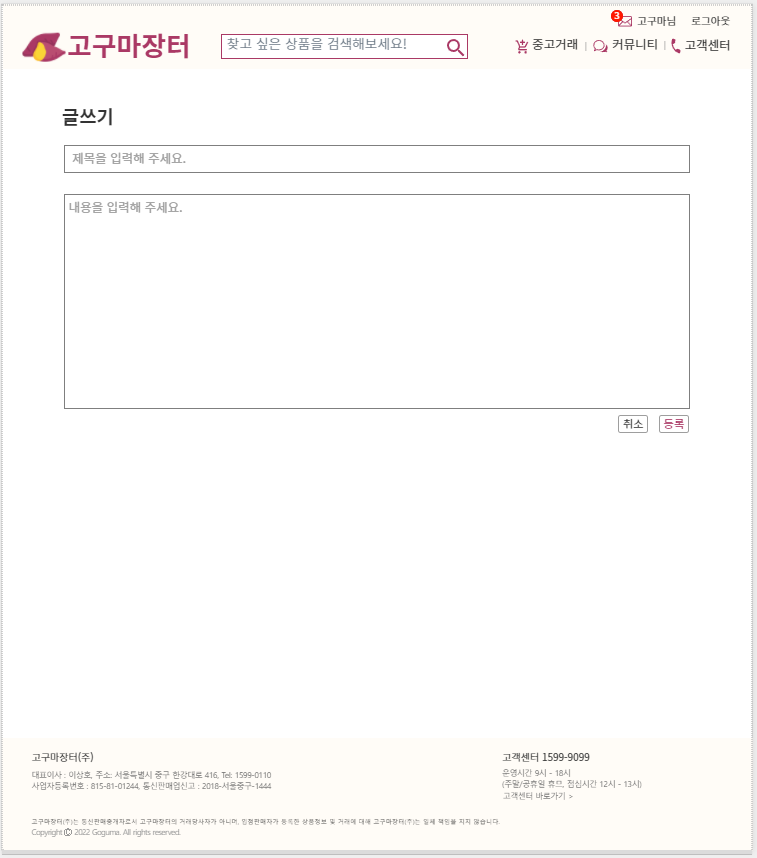 3 고구마님 로그아웃
고구마장터
찾고 싶은 상품을 검색해보세요!
중고거래 | 커뮤니티 | 고객센터
글쓰기
제목을 입력해 주세요.
내용을 입력해 주세요.
취소 등록
고구마장터(주)
대표이사 : 이상호, 주소: 서울특별시 중구 한강대로 416, Tel: 1599-0110
사업자등록번호 : 815-81-01244, 통신판매업신고 : 2018-서울중구-1444
고객센터 1599-9099
운영시간 9시 - 18시
(주말/공휴일 휴므, 점심시간 12시 - 13시)
고객센터 바로가기 >
고구마장터(주)는 통신판매중개자로서 고구마장터의 거래당사자가 아니며, 입점판매자가 등록한 상품정보 및 거래에 대해 고구마장터(주)는 일체 책임을 지지 않습니다.
Copyright Ⓒ 2022 Goguma. All rights reserved.